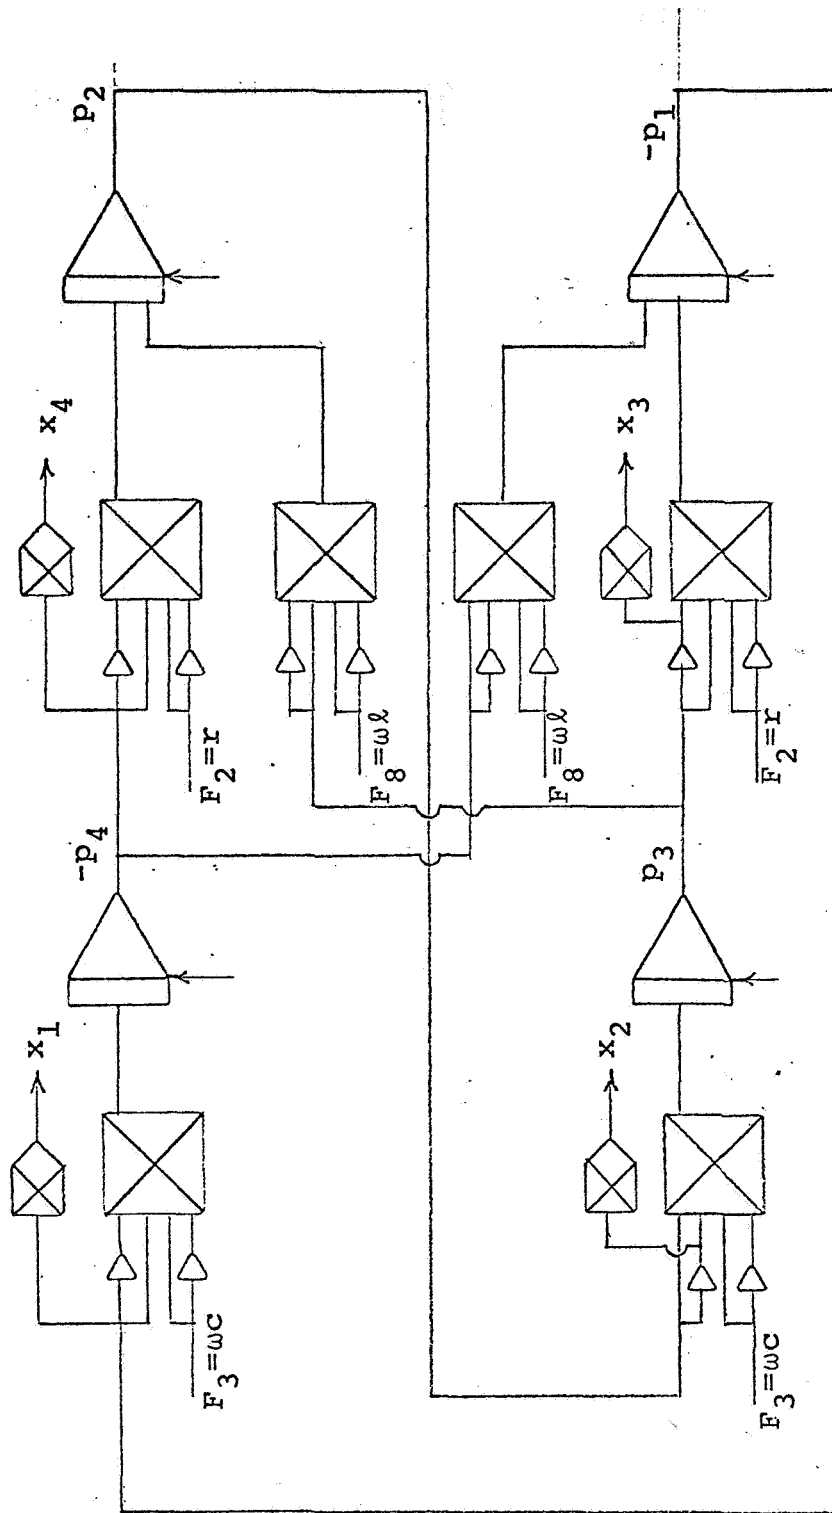 p2
-p1
x4
x3
F2=r
F8=ωℓ
F8=ωℓ
F2=r
-p4
p3
x1
x2
F3=ωc
F3=ωc